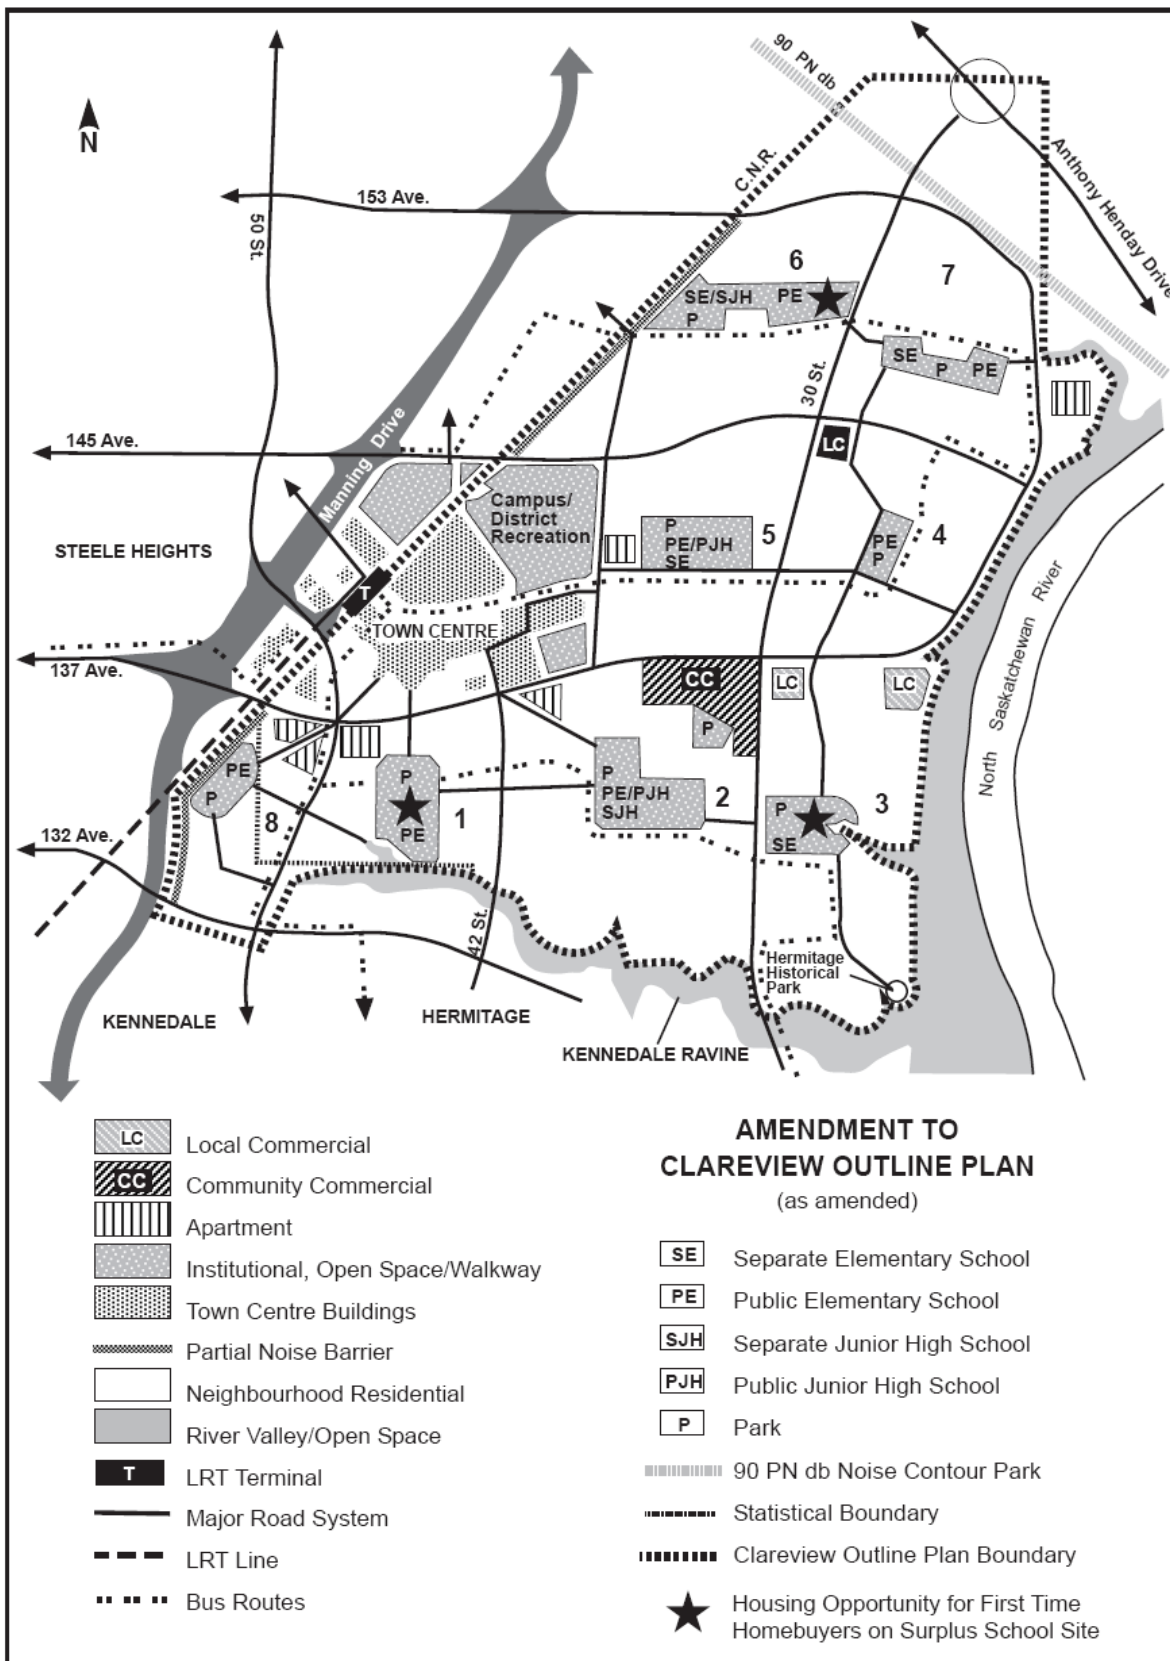 90 PN db
N
C.N.R.
Anthony Henday Drive
153 Ave.
50 St.
6
7
SE/SJH
PE
P
SE
P
PE
30 St.
Manning Drive
145 Ave.
LC
Campus/
District
Recreation
P
PE/PJH
SE
5
4
PE
P
STEELE HEIGHTS
T
TOWN CENTRE
North Saskatchewan River
137 Ave.
CC
LC
LC
P
PE
P
P
PE
P
PE/PJH
SJH
2
P
SE
3
132 Ave.
8
1
42 St.
Hermitage
Historical
Park
KENNEDALE
HERMITAGE
KENNEDALE RAVINE
LC Local Commercial
CC Community Commercial
Apartment
Institutional, Open Space/Walkway
Town Centre Buildings
Partial Noise Barrier
Neighbourhood Residential
River Valley/Open Space
T LRT Terminal
Major Road System
LRT Line
Bus Routes
AMENDMENT TO
CLAREVIEW OUTLINE PLAN
(as amended)
SE Separate Elementary School
PE Public Elementary School
SJH Separate Junior High School
PJH Public Junior High School
P Park
90 PN db Noise Contour Park
Statistical Boundary
Clareview Outline Plan Boundary
Housing Opportunity for First Time
Homebuyers on Surplus School Site